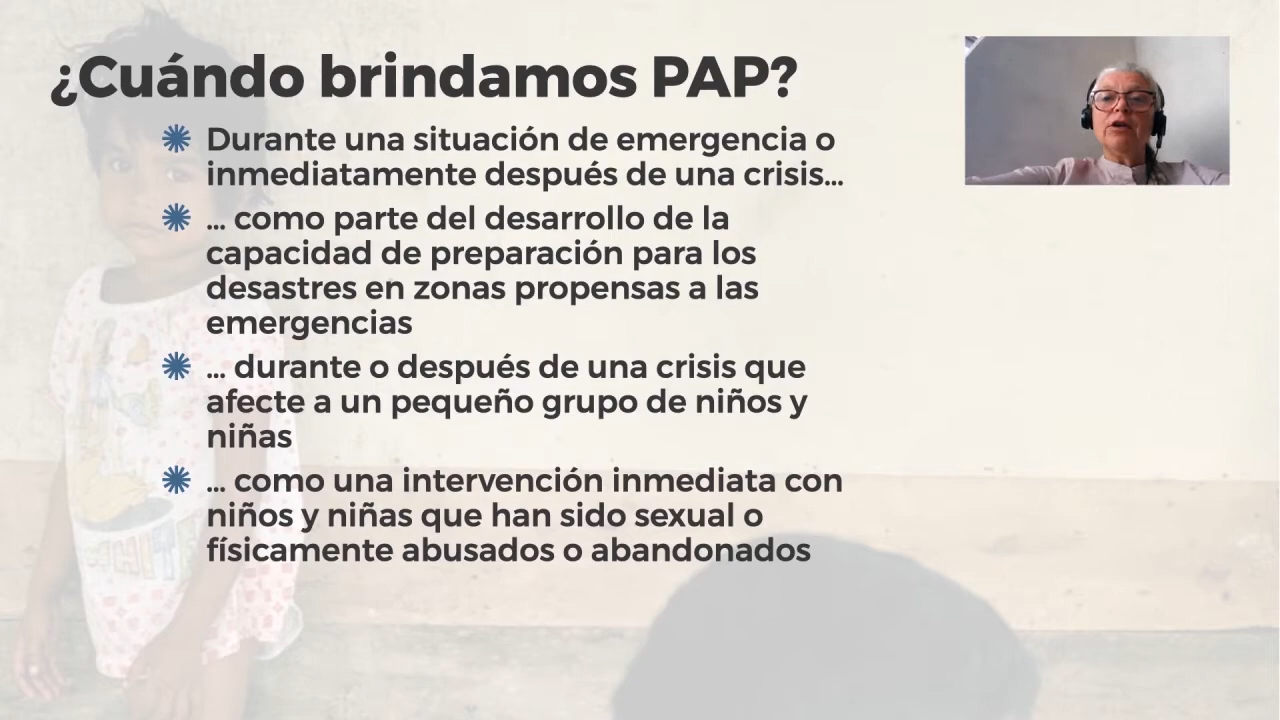 ¿Cuándo brindamos PAP?
Durante una situación de emergencia o
inmediatamente después de una crisis...
... como parte del desarrollo de la
capacidad de preparación para los
desastres en zonas propensas a las
emergencias
... durante o después de una crisis que
afecte a un pequeño grupo de niños y
niñas
... como una intervención inmediata con
niños y niñas que han sido sexual o
físicamente abusados o abandonados